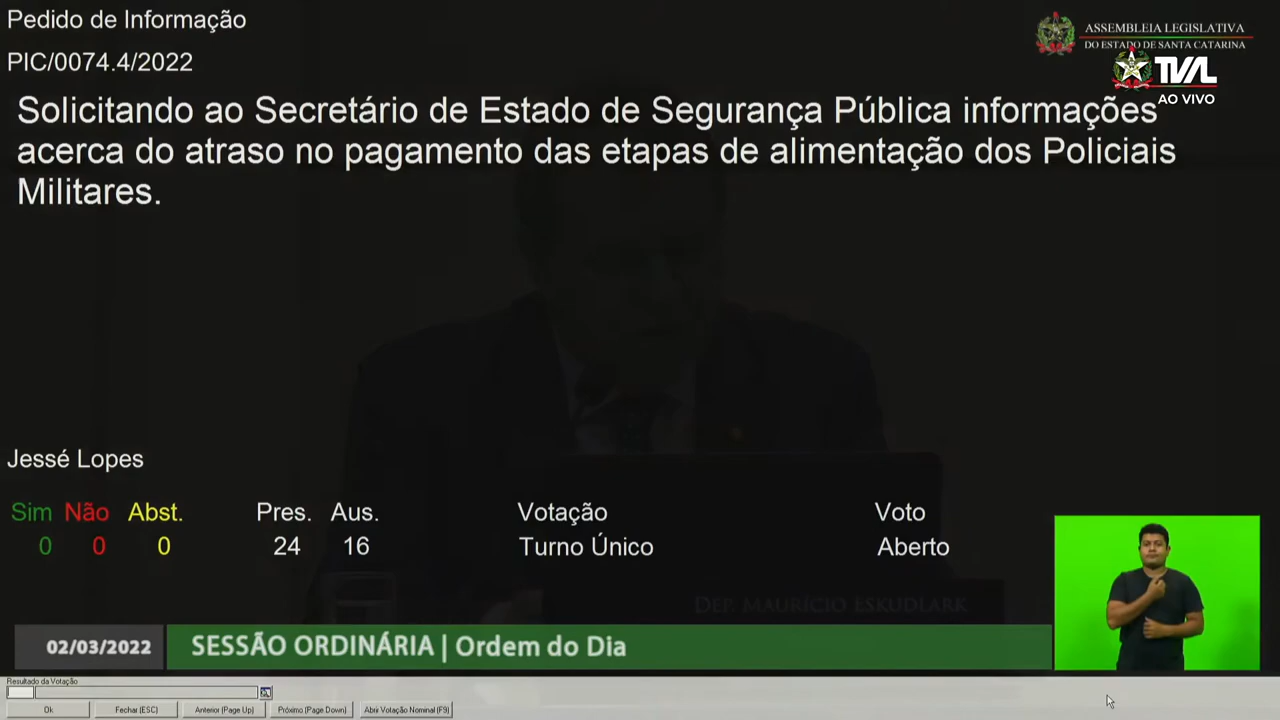 Pedido de Informação
PIC/0074.4/2022
ASSEMBLEIA LEGISLATIVA
DO ESTADO DE SANTA CATARINA
TVAL
AO VIVO
Solicitando ao Secretário de Estado de Segurança Pública informações
acerca do atraso no pagamento das etapas de alimentação dos Policiais
Militares.
Jessé Lopes
Sim Não Abst. Pres. Aus. Votação Voto
0 0 0 24 16 Turno Único Aberto
DEP. MAURÍCIO ESKUDLARK
02/03/2022 SESSÃO ORDINÁRIA | Ordem do Dia
Resultado da Votação
Ok Fechar (ESC) Anterior (Page Up) Próximo (Page Down) Abrir Votação Nominal (F9)